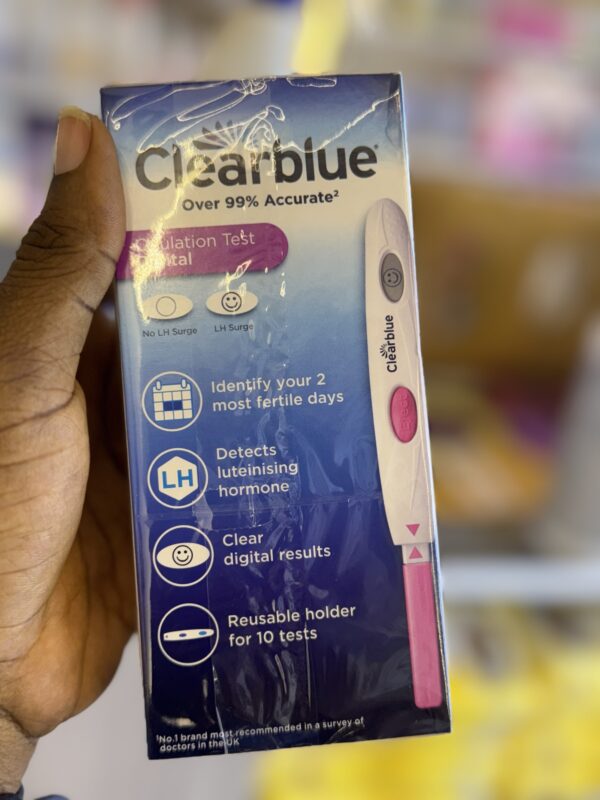 Clearblue
Over 99% Accurate²
Ovulation Test
Digital
No LH Surge
LH Surge
Identify your 2
most fertile days
LH
Detects
luteinising
hormone
Clear
digital results
Reusable holder
for 10 tests
¹No.1 brand most recommended in a survey of
doctors in the UK
Clearblue
Eject